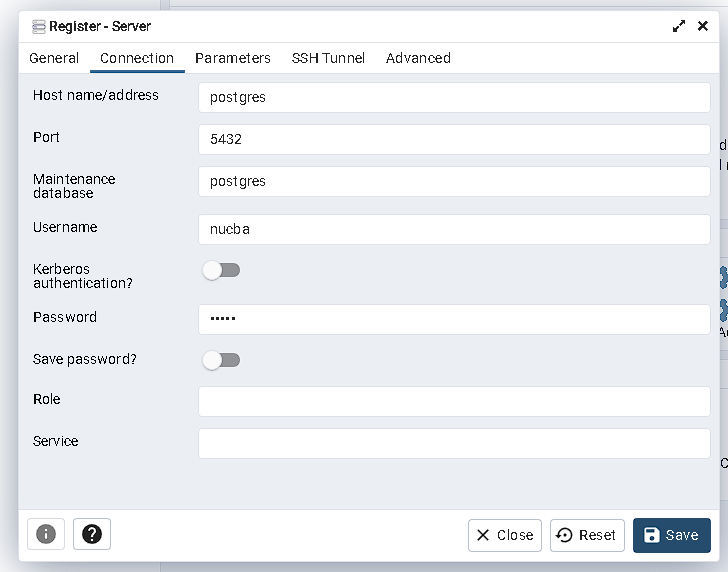 Register - Server
General Connection Parameters SSH Tunnel Advanced
Host name/address postgres
Port 5432
Maintenance database postgres
Username nucba
Kerberos authentication?
Password •••••
Save password?
Role
Service
Close Reset Save